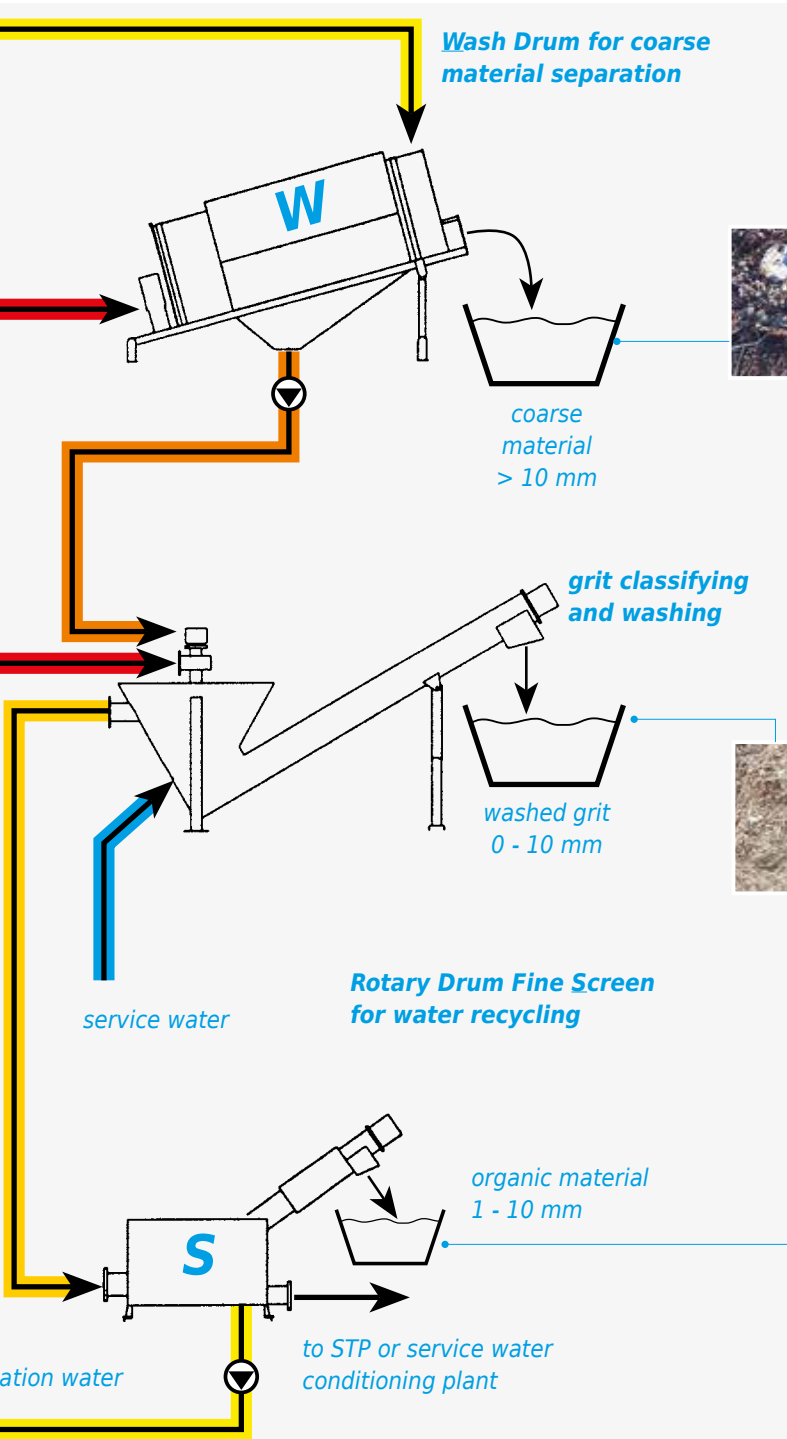 Wash Drum for coarse
material separation
W
coarse
material
> 10 mm
grit classifying
and washing
washed grit
0 - 10 mm
service water
Rotary Drum Fine Screen
for water recycling
organic material
1 - 10 mm
S
to STP or service water
conditioning plant
ation water